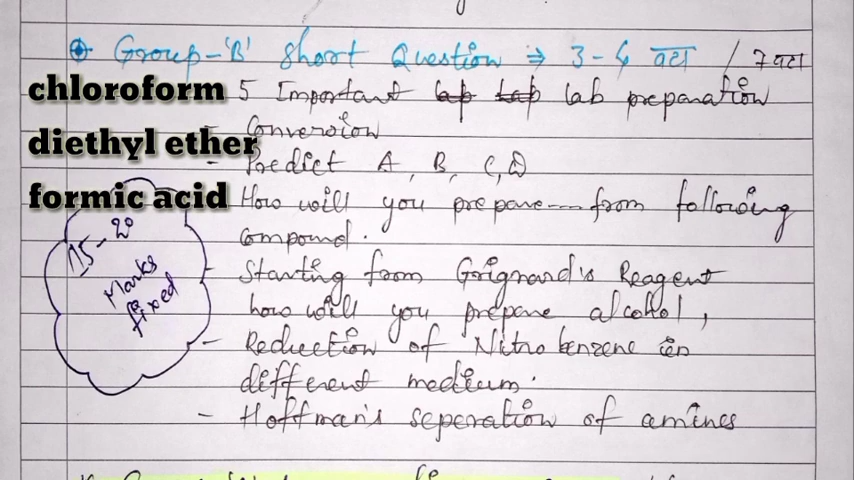 Group-'B' Short Question ⇒ 3-4 वटा / 7 वटा
chloroform
5 Important lab preparation
- Conversion
diethyl ether
- Predict A, B, C, D
formic acid
How will you prepare---- from following
compound.
15-20
Marks
fixed
- Starting from Grignard's Reagent
how will you prepare alcohol,
- Reduction of Nitrobenzene in
different medium.
- Hoffman's seperation of amines